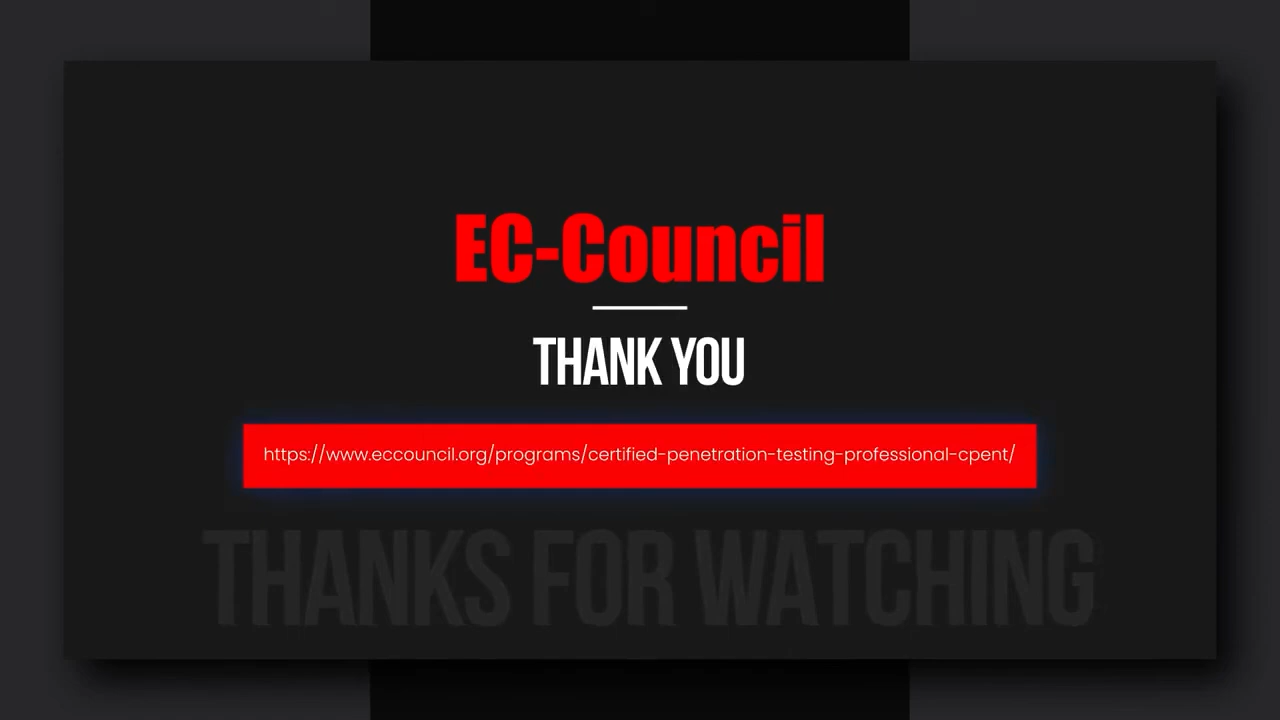 EC-Council
THANK YOU
https://www.eccouncil.org/programs/certified-penetration-testing-professional-cpent/
THANKS FOR WATCHING